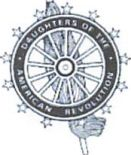 DAUGHTERS OF THE
AMERICAN REVOLUTION